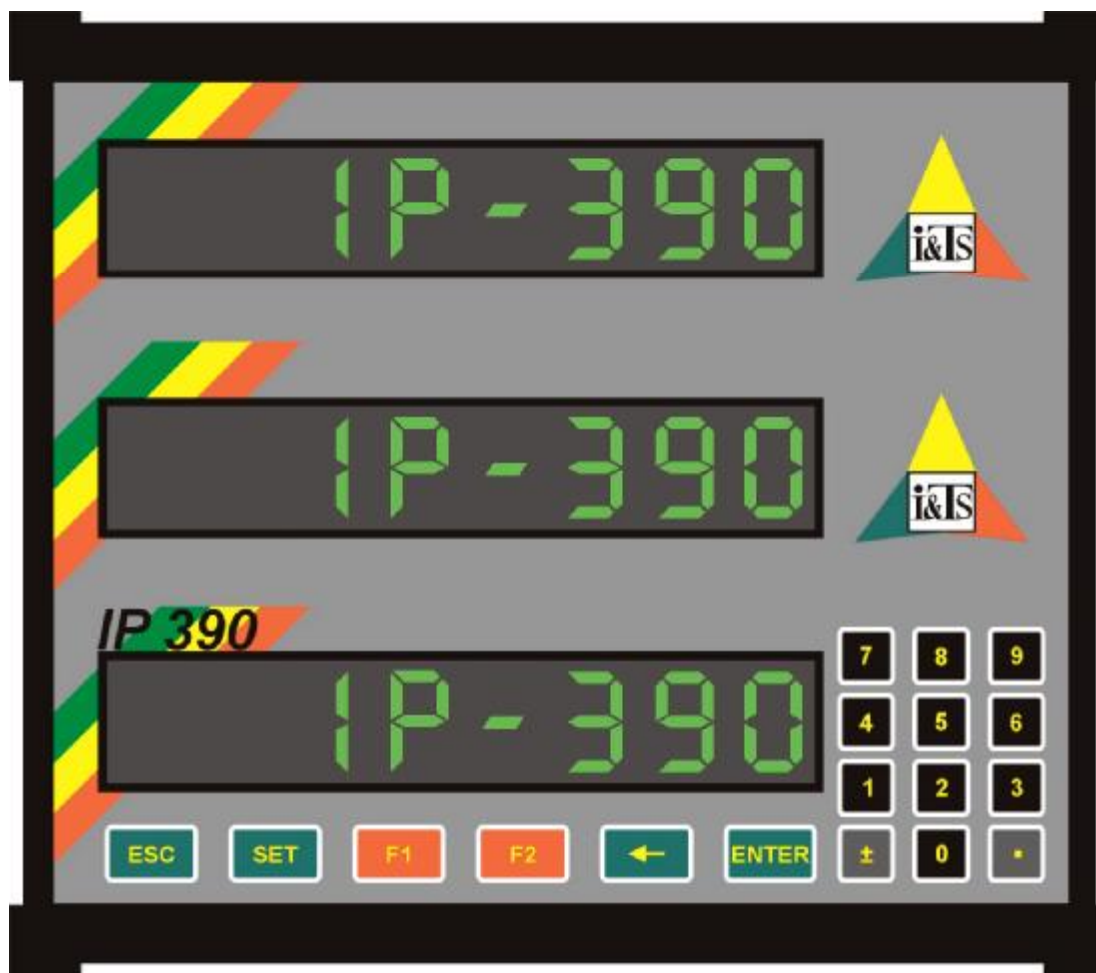 IP-390
i&TS
IP-390
i&TS
IP 390
IP-390
7 8 9
4 5 6
1 2 3
ESC SET F1 F2 ← ENTER ± 0 .